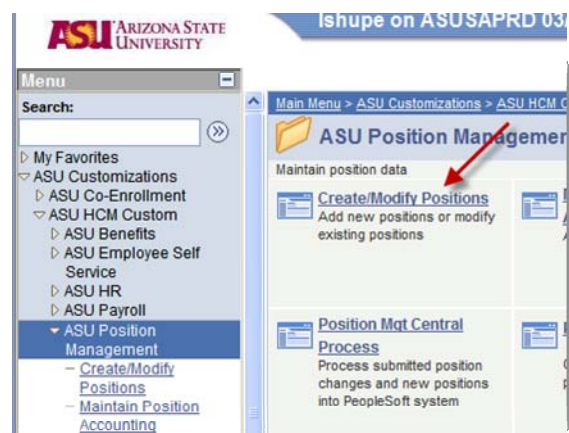 ARIZONA STATE
UNIVERSITY
lshupe on ASUSAPRD 03/
Menu
Search:
My Favorites
ASU Customizations
ASU Co-Enrollment
ASU HCM Custom
ASU Benefits
ASU Employee Self
Service
ASU HR
ASU Payroll
ASU Position
Management
Create/Modify
Positions
Maintain Position
Accounting
Main Menu > ASU Customizations > ASU HCM
ASU Position Managemen
Maintain position data
Create/Modify Positions
Add new positions or modify
existing positions
Position Mgt Central
Process
Process submitted position
changes and new positions
into PeopleSoft system